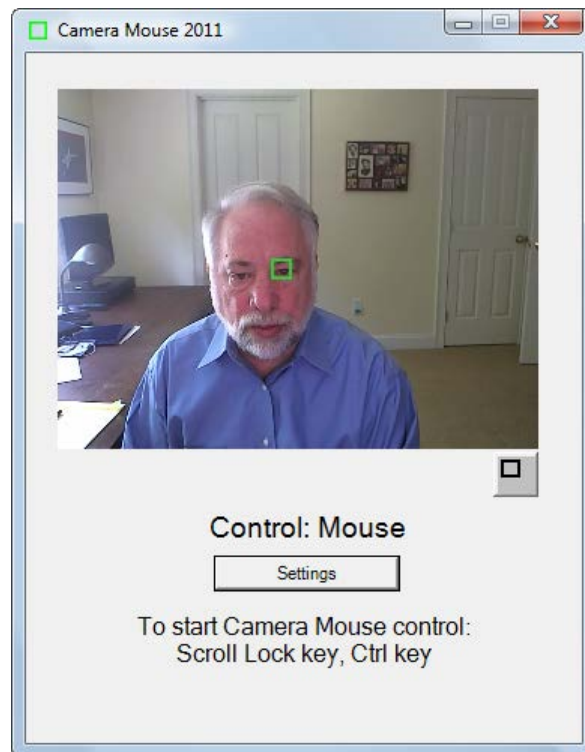 Camera Mouse 2011
Control: Mouse
Settings
To start Camera Mouse control:
Scroll Lock key, Ctrl key